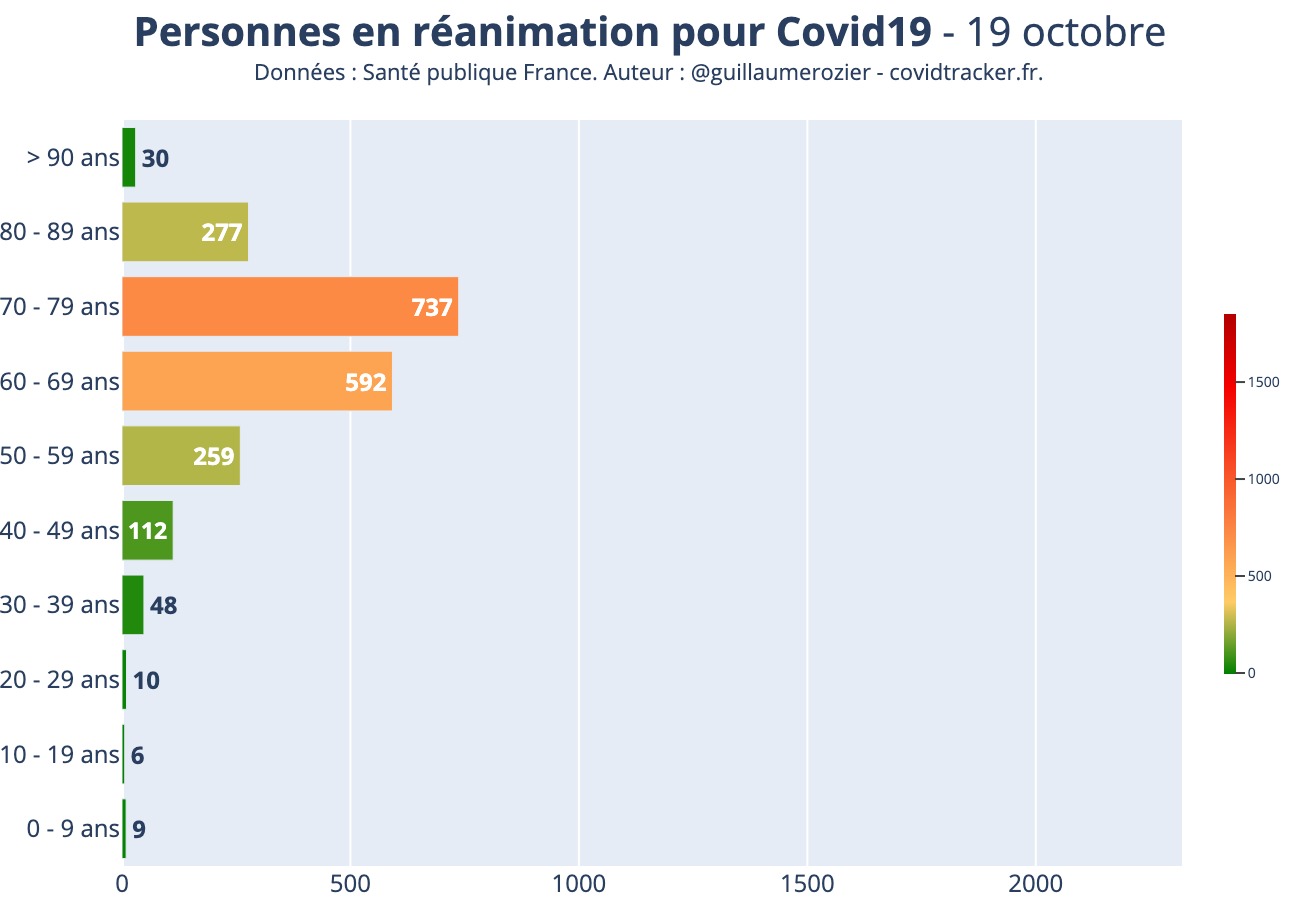 Personnes en réanimation pour Covid19 - 19 octobre
Données : Santé publique France. Auteur : @guillaumerozier - covidtracker.fr.
> 90 ans 30
80 - 89 ans 277
70 - 79 ans 737
60 - 69 ans 592
50 - 59 ans 259
40 - 49 ans 112
30 - 39 ans 48
20 - 29 ans 10
10 - 19 ans 6
0 - 9 ans 9
0 500 1000 1500 2000
1500
1000
500
0